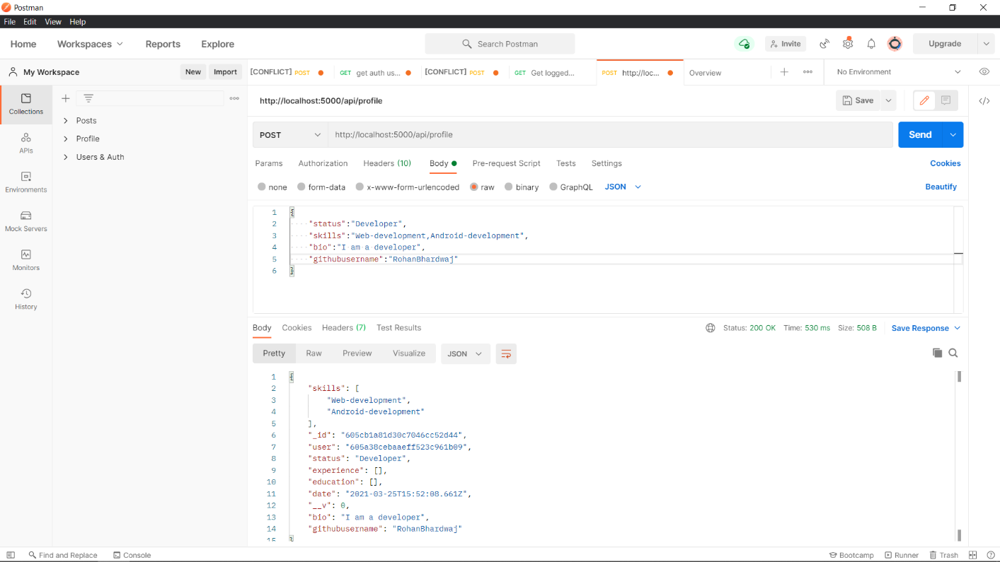 Postman
File Edit View Help
Home Workspaces Reports Explore Search Postman Invite Upgrade
My Workspace New Import [CONFLICT] POST GET get auth us... [CONFLICT] POST GET Get logged... POST http://loc... Overview No Environment
Collections
APIs
Environments
Mock Servers
Monitors
History
Posts
Profile
Users & Auth
http://localhost:5000/api/profile Save
POST http://localhost:5000/api/profile Send
Params Authorization Headers (10) Body Pre-request Script Tests Settings Cookies
none form-data x-www-form-urlencoded raw binary GraphQL JSON Beautify
1 {
2 "status":"Developer",
3 "skills":"Web-development,Android-development",
4 "bio":"I am a developer",
5 "githubusername":"RohanBhardwaj"
6 }
Body Cookies Headers (7) Test Results Status: 200 OK Time: 530 ms Size: 508 B Save Response
Pretty Raw Preview Visualize JSON
1 {
2 "skills": [
3 "Web-development",
4 "Android-development"
5 ],
6 "_id": "605cb1a81d30c7046cc52d44",
7 "user": "605a38cebaaeff523c961b09",
8 "status": "Developer",
9 "experience": [],
10 "education": [],
11 "date": "2021-03-25T15:52:08.661Z",
12 "__v": 0,
13 "bio": "I am a developer",
14 "githubusername": "RohanBhardwaj"
15 }
Find and Replace Console Bootcamp Runner Trash